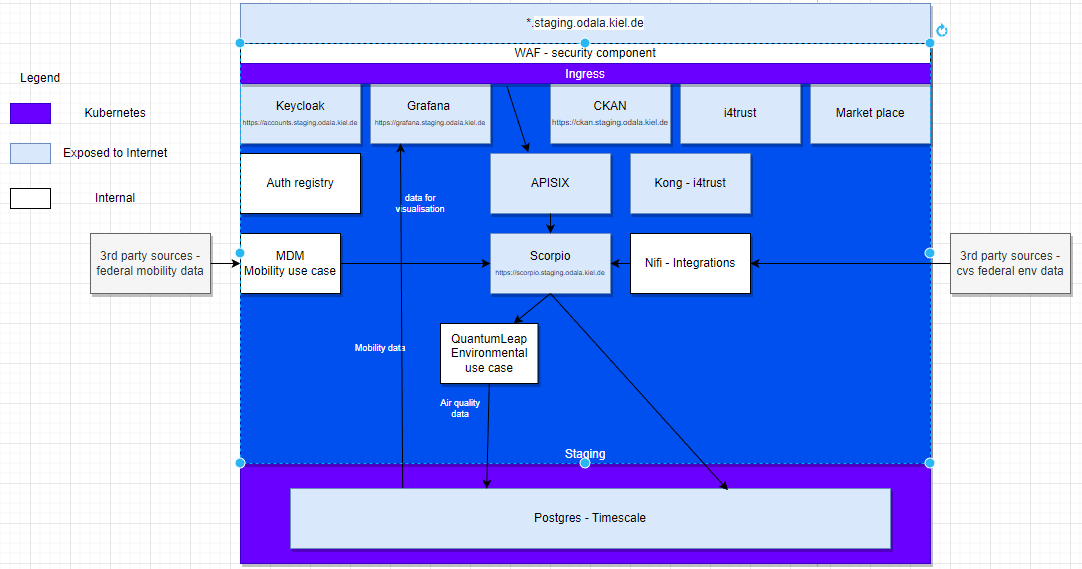 *.staging.odala.kiel.de
WAF - security component
Ingress
Legend
Kubernetes
Exposed to Internet
Internal
Keycloak
https://accounts.staging.odala.kiel.de
Grafana
https://grafana.staging.odala.kiel.de
CKAN
https://ckan.staging.odala.kiel.de
i4trust
Market place
Auth registry
data for
visualisation
APISIX
Kong - i4trust
3rd party sources -
federal mobility data
MDM
Mobility use case
Scorpio
https://scorpio.staging.odala.kiel.de
Nifi - Integrations
3rd party sources -
cvs federal env data
Mobility data
QuantumLeap
Environmental
use case
Air quality
data
Staging
Postgres - Timescale